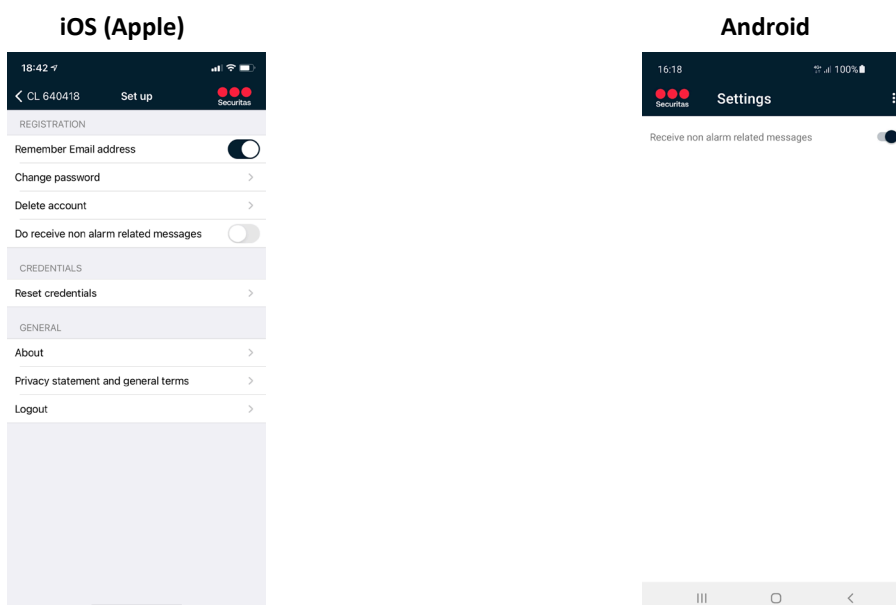 iOS (Apple)
18:42
CL 640418 Set up Securitas
REGISTRATION
Remember Email address
Change password
Delete account
Do receive non alarm related messages
CREDENTIALS
Reset credentials
GENERAL
About
Privacy statement and general terms
Logout
Android
16:18 100%
Securitas Settings
Receive non alarm related messages